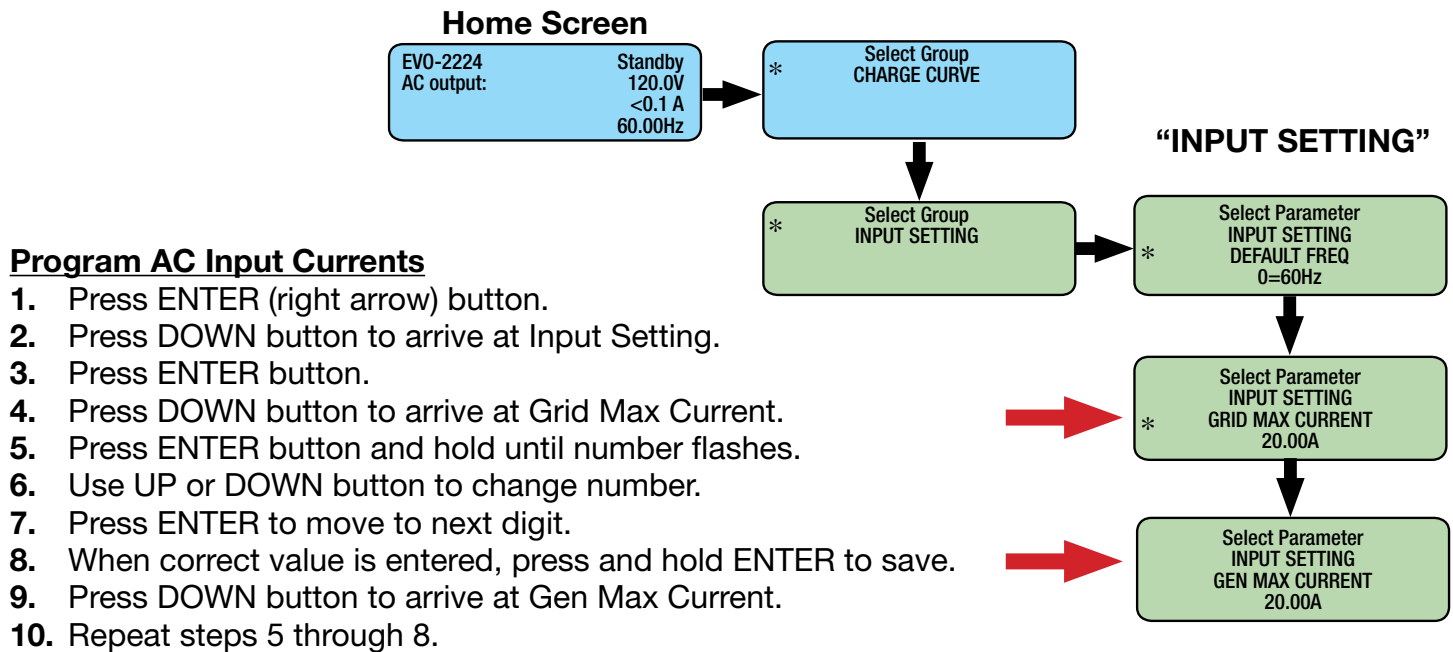 Home Screen
EVO-2224 Standby
AC output: 120.0V
<0.1 A
60.00Hz
* Select Group
CHARGE CURVE
"INPUT SETTING"
* Select Group
INPUT SETTING
Select Parameter
INPUT SETTING
* DEFAULT FREQ
0=60Hz
Program AC Input Currents
1. Press ENTER (right arrow) button.
2. Press DOWN button to arrive at Input Setting.
3. Press ENTER button.
4. Press DOWN button to arrive at Grid Max Current.
5. Press ENTER button and hold until number flashes.
6. Use UP or DOWN button to change number.
7. Press ENTER to move to next digit.
8. When correct value is entered, press and hold ENTER to save.
9. Press DOWN button to arrive at Gen Max Current.
10. Repeat steps 5 through 8.
Select Parameter
INPUT SETTING
* GRID MAX CURRENT
20.00A
Select Parameter
INPUT SETTING
GEN MAX CURRENT
20.00A